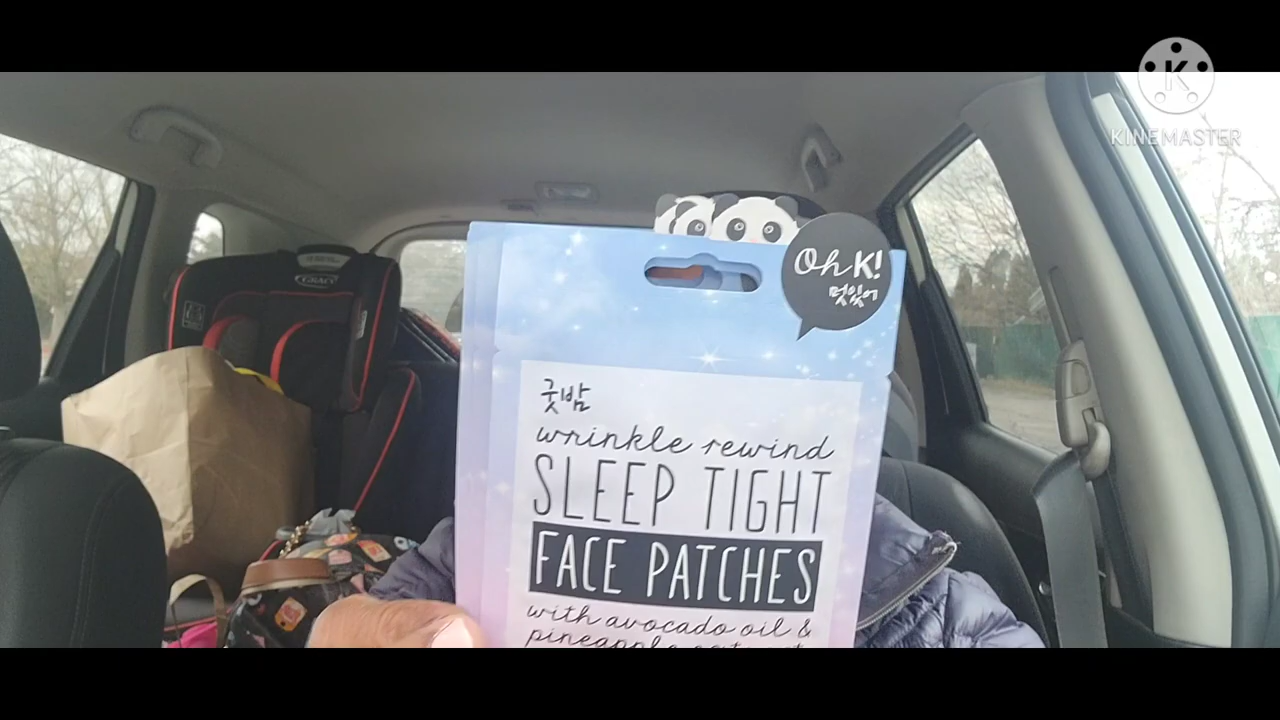 KINEMASTER
GRACO
Oh K!
멋있어
굿밤
wrinkle rewind
SLEEP TIGHT
FACE PATCHES
with avocado oil &